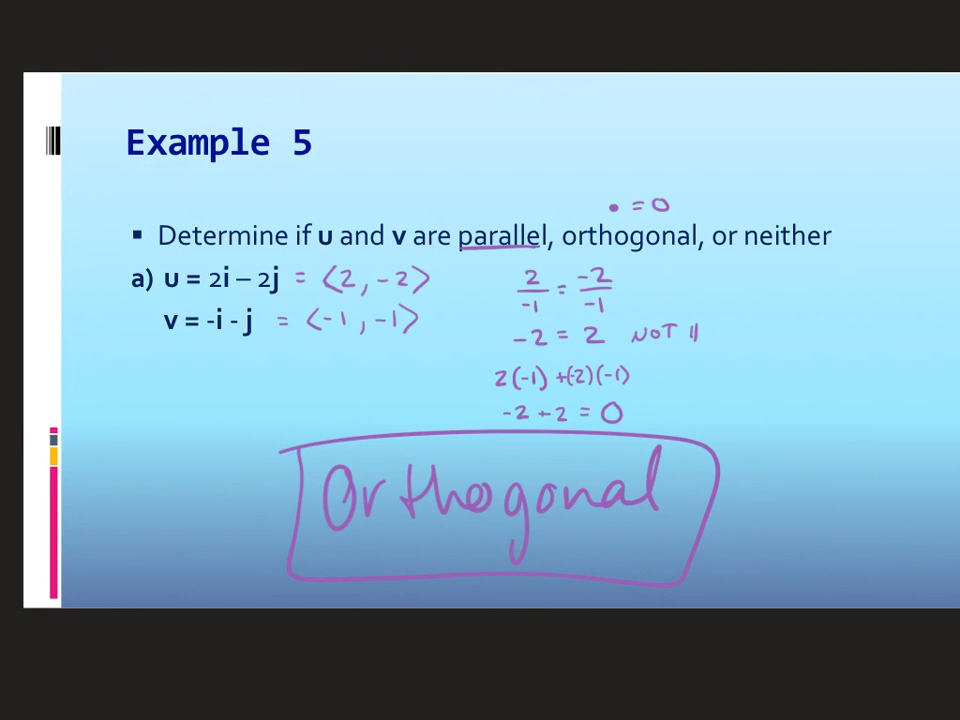 Example 5
• = 0
▪ Determine if u and v are parallel, orthogonal, or neither
a) u = 2i – 2j = ⟨2, -2⟩
v = -i - j = ⟨-1, -1⟩
2/-1 = -2/-1
-2 = 2 NOT ∥
2(-1) + (-2)(-1)
-2 + 2 = 0
Orthogonal